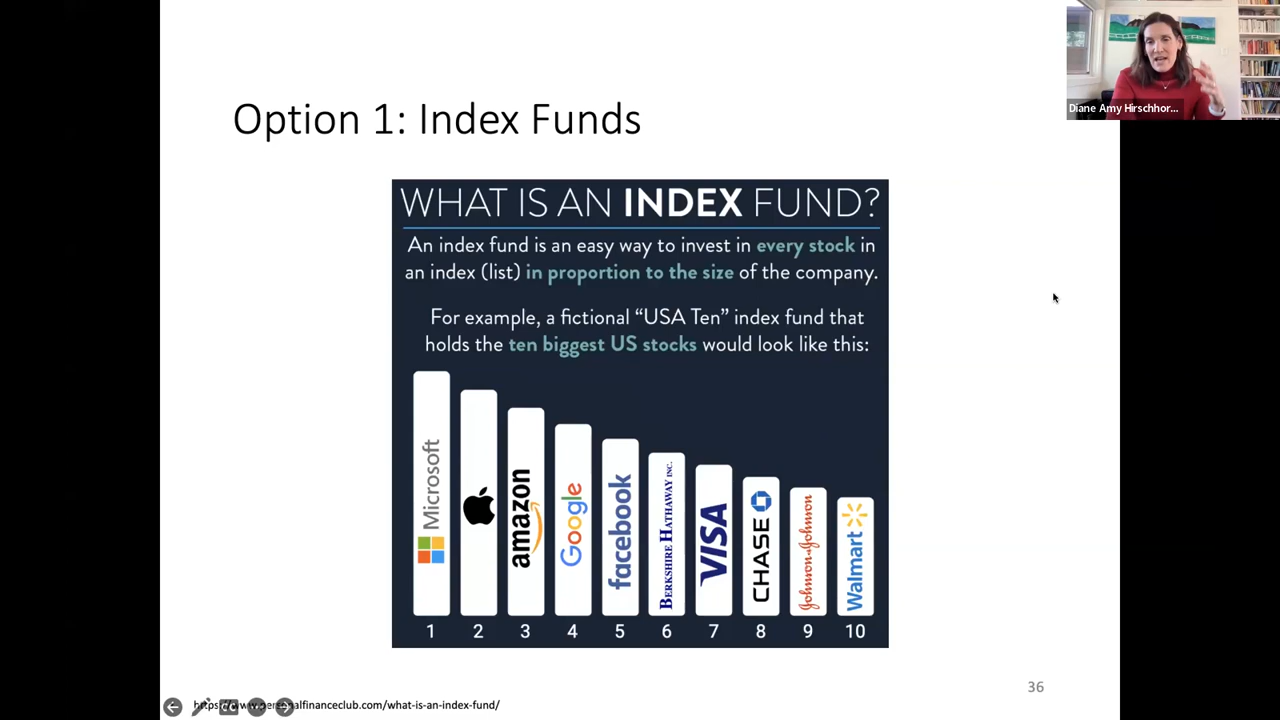 Diane Amy Hirschhor...
Option 1: Index Funds
WHAT IS AN INDEX FUND?
An index fund is an easy way to invest in every stock in
an index (list) in proportion to the size of the company.
For example, a fictional “USA Ten” index fund that
holds the ten biggest US stocks would look like this:
Microsoft
amazon
Google
facebook
BERKSHIRE HATHAWAY INC.
VISA
CHASE
Johnson&Johnson
Walmart
1 2 3 4 5 6 7 8 9 10
36
https://www.personalfinanceclub.com/what-is-an-index-fund/